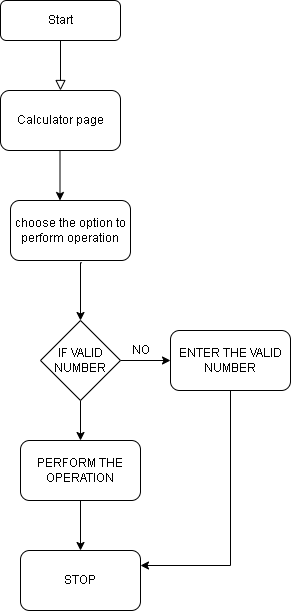 Start
Calculator page
choose the option to
perform operation
IF VALID
NUMBER
NO
ENTER THE VALID
NUMBER
PERFORM THE
OPERATION
STOP